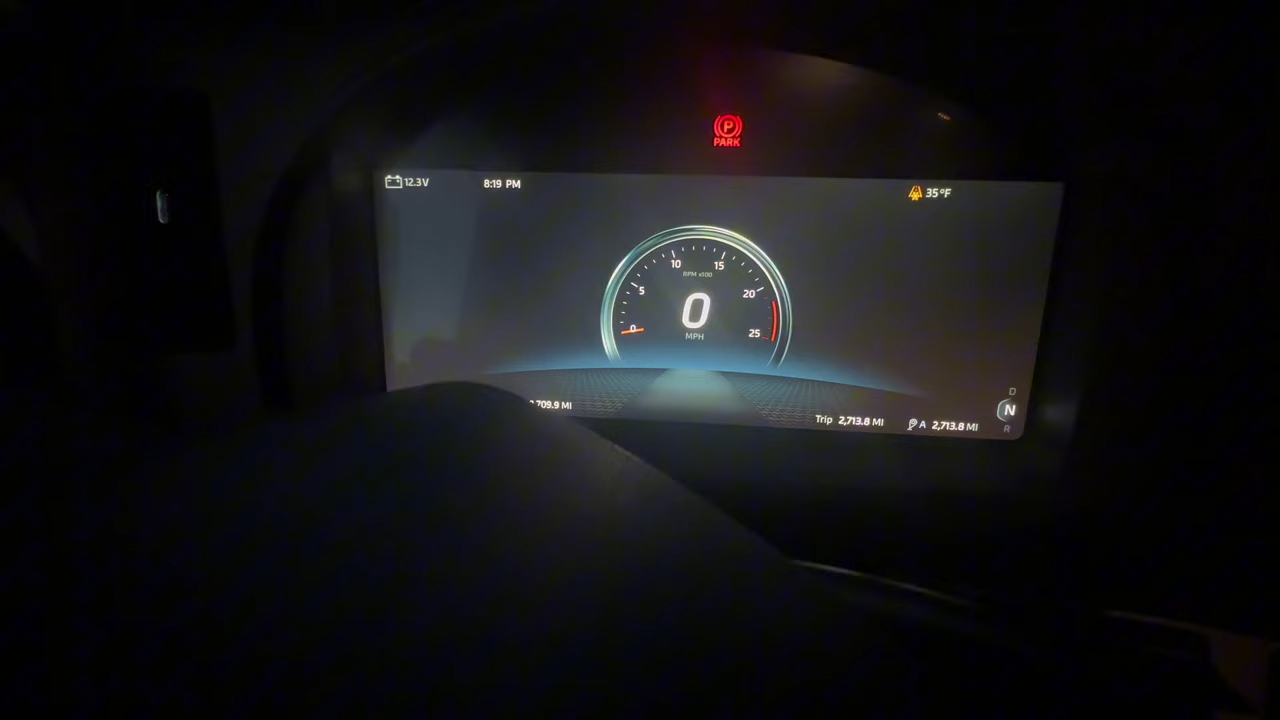 PARK
12.3V
8:19 PM
35°F
10
15
RPM x100
5
20
0
0
25
MPH
D
709.9 MI
N
Trip 2,713.8 MI
A 2,713.8 MI
R